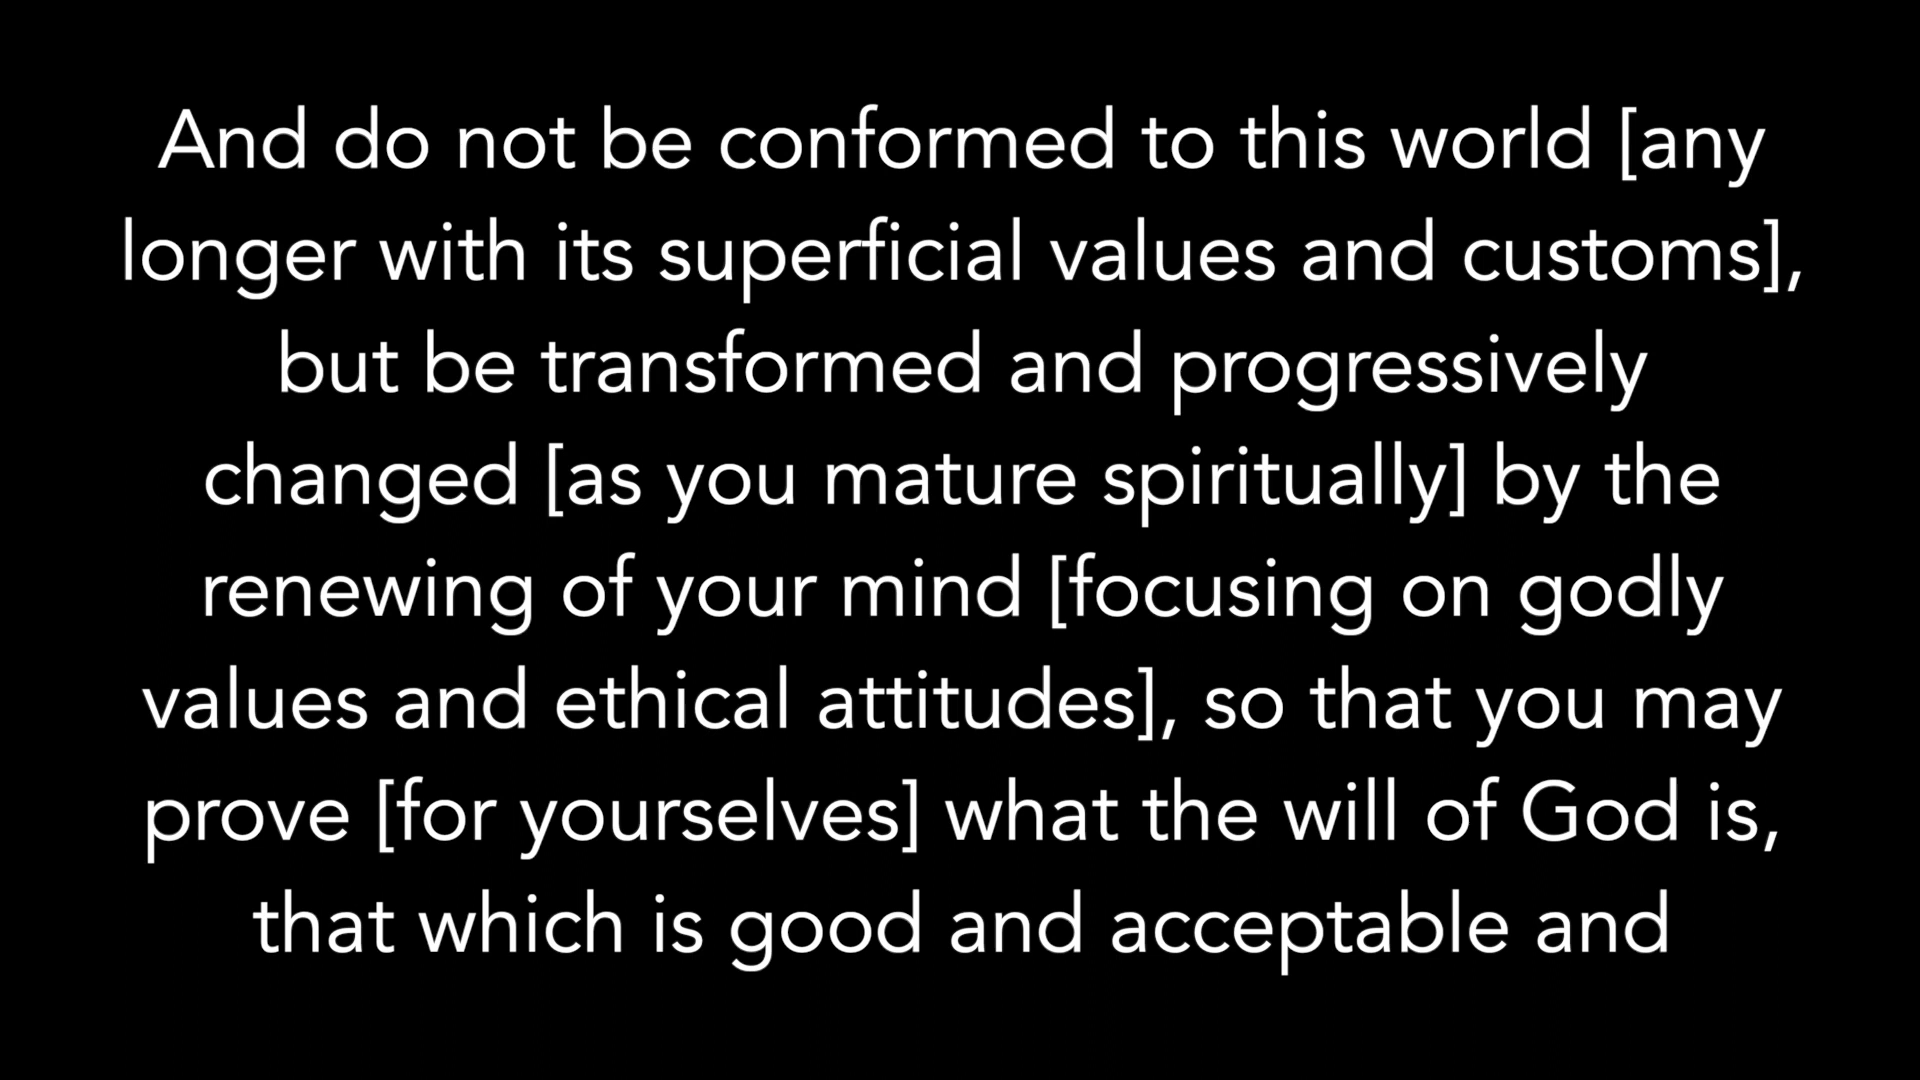 And do not be conformed to this world [any
longer with its superficial values and customs],
but be transformed and progressively
changed [as you mature spiritually] by the
renewing of your mind [focusing on godly
values and ethical attitudes], so that you may
prove [for yourselves] what the will of God is,
that which is good and acceptable and